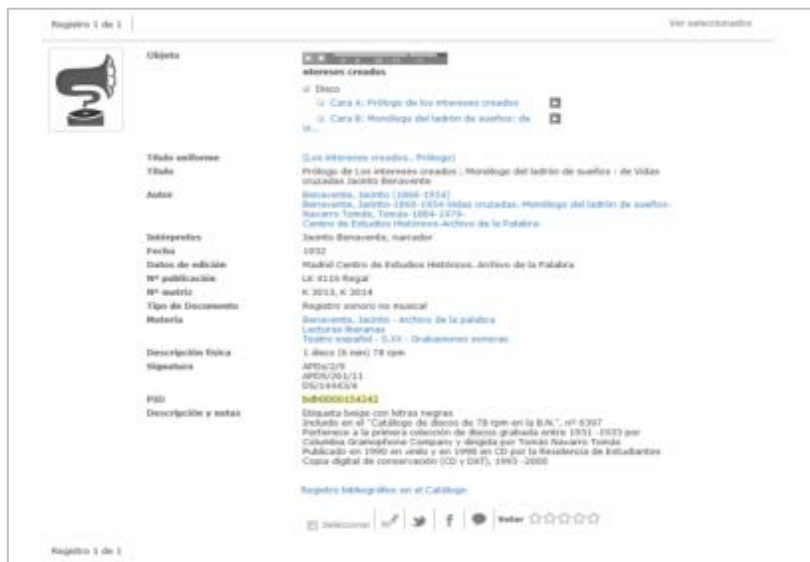 Registro 1 de 1
Ver seleccionados
Objeto
intereses creados
Disco
Cara A: Prólogo de los intereses creados
Cara B: Monólogo del ladrón de sueños: de
Vi...
Título uniforme [Los intereses creados.. Prólogo]
Título Prólogo de Los intereses creados ; Monólogo del ladrón de sueños : de Vidas
cruzadas Jacinto Benavente
Autor Benavente, Jacinto (1866-1954)
Benavente, Jacinto-1866-1954-Vidas cruzadas. Monólogo del ladrón de sueños-
Navarro Tomás, Tomás-1884-1979-
Centro de Estudios Históricos-Archivo de la Palabra-
Intérpretes Jacinto Benavente, narrador
Fecha 1932
Datos de edición Madrid Centro de Estudios Históricos. Archivo de la Palabra
Nº publicación LK 4116 Regal
Nº matriz K 2013, K 2014
Tipo de Documento Registro sonoro no musical
Materia Benavente, Jacinto - Archivo de la palabra
Lecturas literarias
Teatro español - S.XX - Grabaciones sonoras
Descripción física 1 disco (6 min) 78 rpm
Signatura
APDs/2/9
APDS/261/11
DS/14443/4
PID bdh0000154242
Descripción y notas Etiqueta beige con letras negras
Incluido en el "Catálogo de discos de 78 rpm en la B.N.", nº 6397
Pertenece a la primera colección de discos grabada entre 1931 -1933 por
Columbia Gramophone Company y dirigida por Tomás Navarro Tomás
Publicado en 1990 en vinilo y en 1998 en CD por la Residencia de Estudiantes
Copia digital de conservación (CD y DAT), 1993 -2000
Registro bibliográfico en el Catálogo
Seleccionar
Votar
Registro 1 de 1